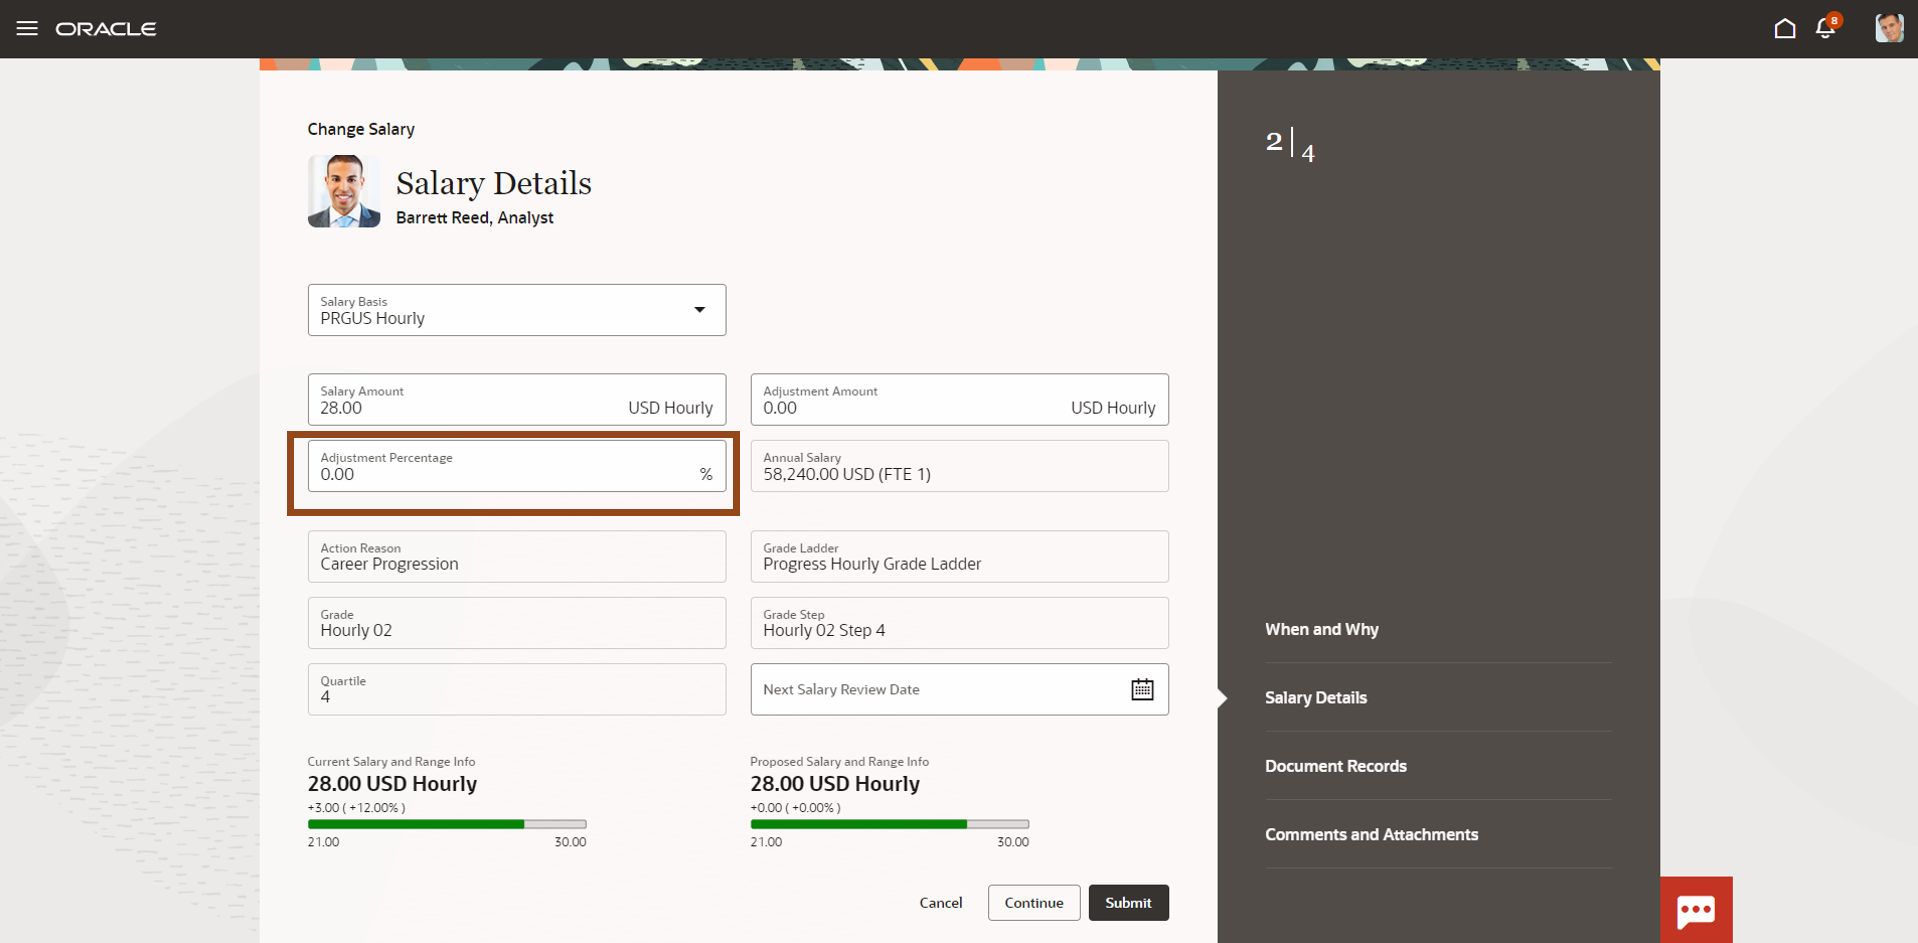 ORACLE
8
Change Salary
Salary Details
Barrett Reed, Analyst
2 | 4
Salary Basis
PRGUS Hourly
Salary Amount
28.00 USD Hourly
Adjustment Amount
0.00 USD Hourly
Adjustment Percentage
0.00 %
Annual Salary
58,240.00 USD (FTE 1)
Action Reason
Career Progression
Grade Ladder
Progress Hourly Grade Ladder
Grade
Hourly 02
Grade Step
Hourly 02 Step 4
Quartile
4
Next Salary Review Date
Current Salary and Range Info
28.00 USD Hourly
+3.00 ( +12.00% )
21.00 30.00
Proposed Salary and Range Info
28.00 USD Hourly
+0.00 ( +0.00% )
21.00 30.00
Cancel Continue Submit
When and Why
Salary Details
Document Records
Comments and Attachments